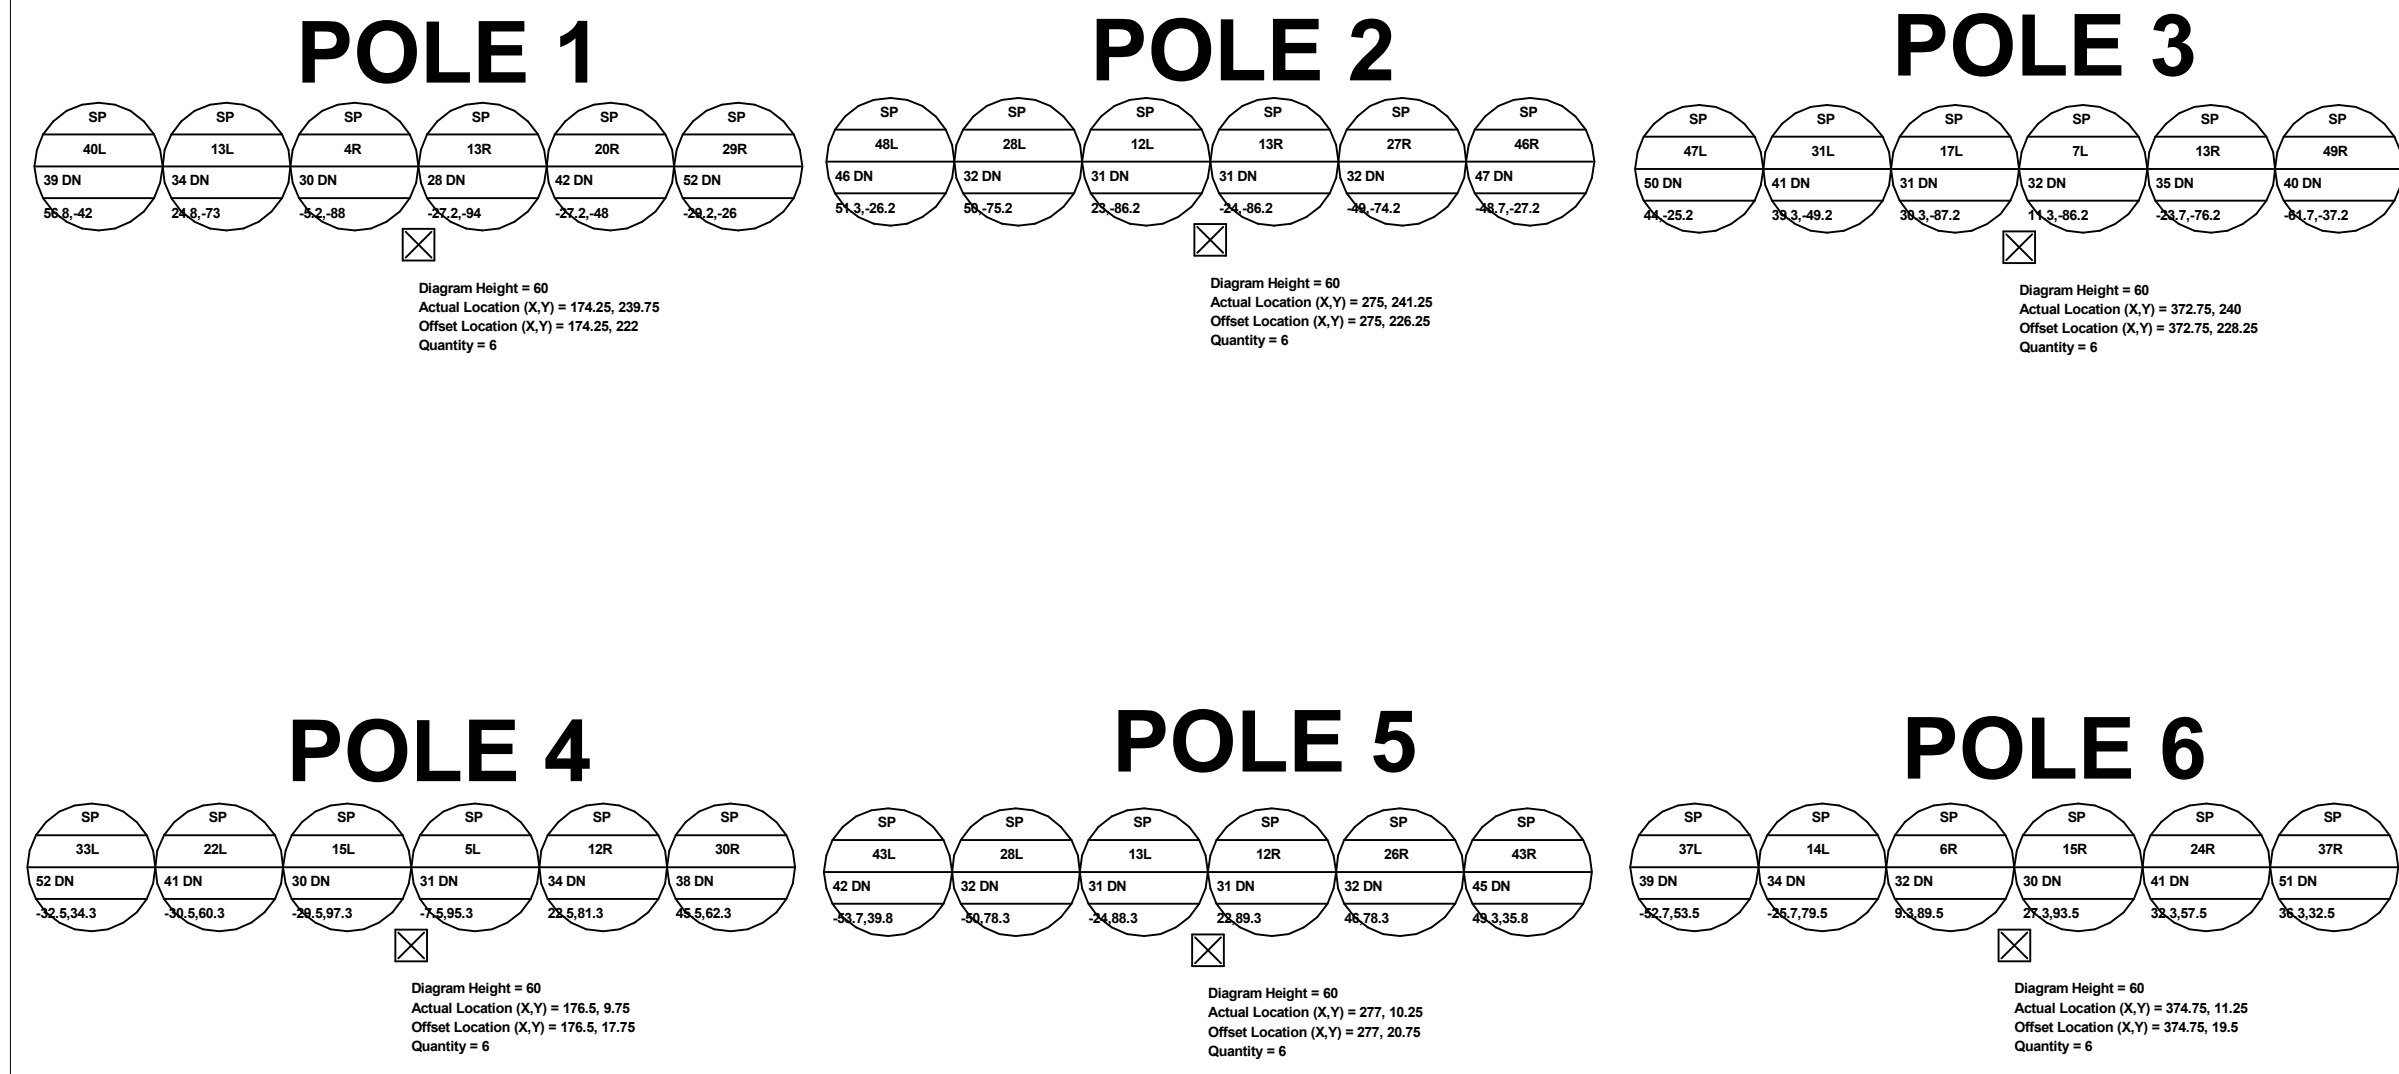 POLE 1
SP SP SP SP SP SP
40L 13L 4R 13R 20R 29R
39 DN 34 DN 30 DN 28 DN 42 DN 52 DN
56.8,-42 24.8,-73 -5.2,-88 -27.2,-94 -27.2,-48 -29.2,-26
Diagram Height = 60
Actual Location (X,Y) = 174.25, 239.75
Offset Location (X,Y) = 174.25, 222
Quantity = 6
POLE 2
SP SP SP SP SP SP
48L 28L 12L 13R 27R 46R
46 DN 32 DN 31 DN 31 DN 32 DN 47 DN
51.3,-26.2 50,-75.2 23,-86.2 -24,-86.2 -49,-74.2 -48.7,-27.2
Diagram Height = 60
Actual Location (X,Y) = 275, 241.25
Offset Location (X,Y) = 275, 226.25
Quantity = 6
POLE 3
SP SP SP SP SP SP
47L 31L 17L 7L 13R 49R
50 DN 41 DN 31 DN 32 DN 35 DN 40 DN
44,-25.2 39.3,-49.2 30.3,-87.2 11.3,-86.2 -23.7,-76.2 -61.7,-37.2
Diagram Height = 60
Actual Location (X,Y) = 372.75, 240
Offset Location (X,Y) = 372.75, 228.25
Quantity = 6
POLE 4
SP SP SP SP SP SP
33L 22L 15L 5L 12R 30R
52 DN 41 DN 30 DN 31 DN 34 DN 38 DN
-32.5,34.3 -30.5,60.3 -29.5,97.3 -7.5,95.3 22.5,81.3 45.5,62.3
Diagram Height = 60
Actual Location (X,Y) = 176.5, 9.75
Offset Location (X,Y) = 176.5, 17.75
Quantity = 6
POLE 5
SP SP SP SP SP SP
43L 28L 13L 12R 26R 43R
42 DN 32 DN 31 DN 31 DN 32 DN 45 DN
-53.7,39.8 -50,78.3 -24,88.3 22,89.3 46,78.3 49.3,35.8
Diagram Height = 60
Actual Location (X,Y) = 277, 10.25
Offset Location (X,Y) = 277, 20.75
Quantity = 6
POLE 6
SP SP SP SP SP SP
37L 14L 6R 15R 24R 37R
39 DN 34 DN 32 DN 30 DN 41 DN 51 DN
-52.7,53.5 -25.7,79.5 9.3,89.5 27.3,93.5 32.3,57.5 36.3,32.5
Diagram Height = 60
Actual Location (X,Y) = 374.75, 11.25
Offset Location (X,Y) = 374.75, 19.5
Quantity = 6